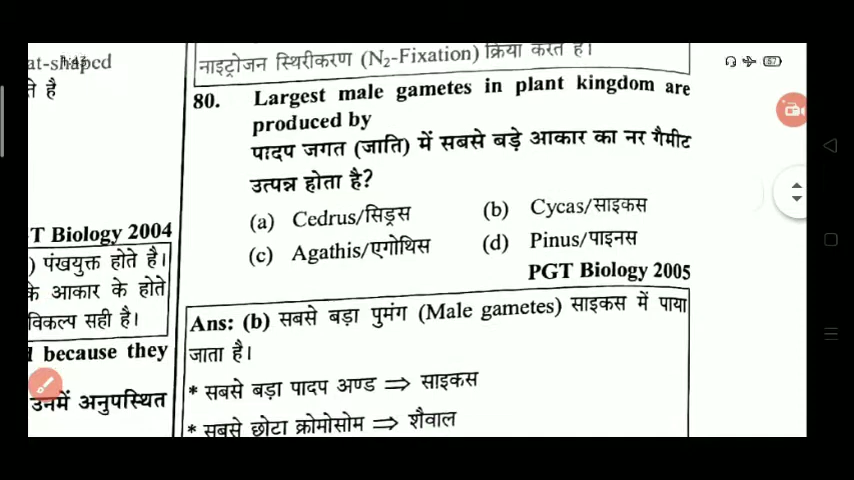 at-shaped
ते है
T Biology 2004
) पंखयुक्त होते है।
के आकार के होते
विकल्प सही है।
d because they
उनमें अनुपस्थित
नाइट्रोजन स्थिरीकरण (N₂-Fixation) क्रिया करते है।
80. Largest male gametes in plant kingdom are
produced by
पादप जगत (जाति) में सबसे बड़े आकार का नर गैमीट
उत्पन्न होता है?
(a) Cedrus/सिड्रस (b) Cycas/साइकस
(c) Agathis/एगोथिस (d) Pinus/पाइनस
PGT Biology 2005
Ans: (b) सबसे बड़ा पुमंग (Male gametes) साइकस में पाया
जाता है।
* सबसे बड़ा पादप अण्ड ⇒ साइकस
* सबसे छोटा क्रोमोसोम ⇒ शैवाल
67